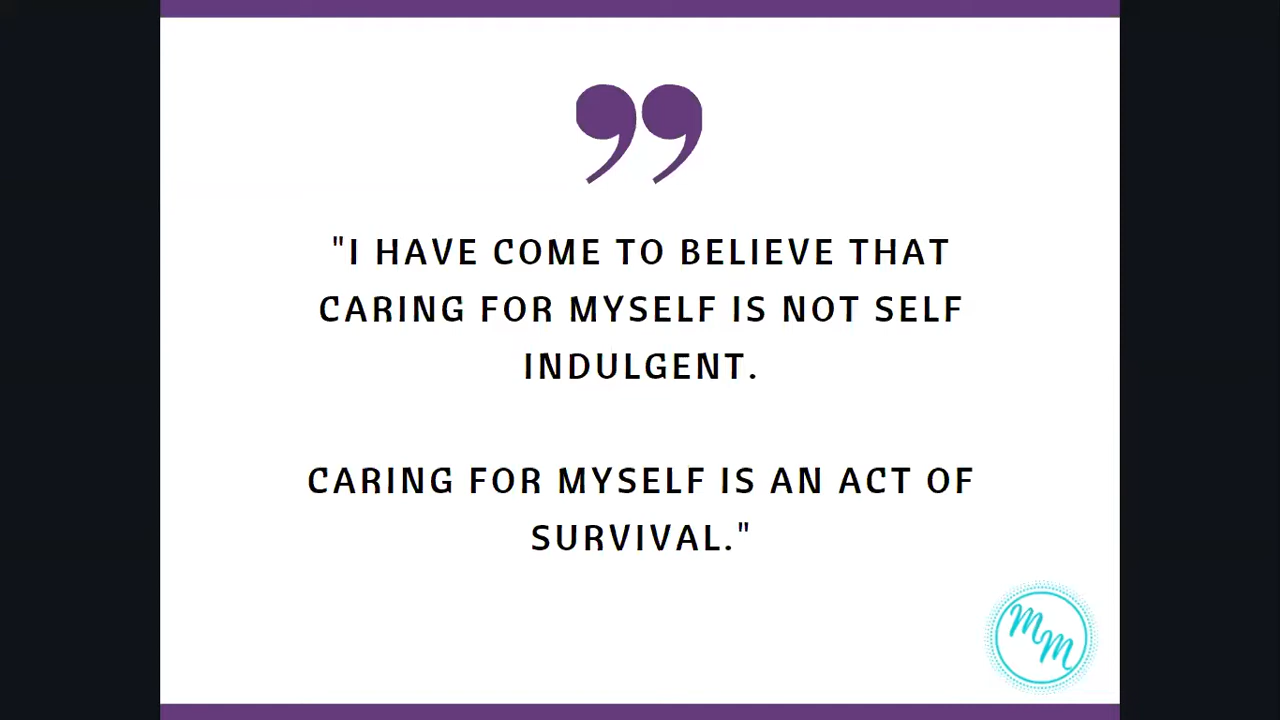 "I HAVE COME TO BELIEVE THAT
CARING FOR MYSELF IS NOT SELF
INDULGENT.
CARING FOR MYSELF IS AN ACT OF
SURVIVAL."
MM